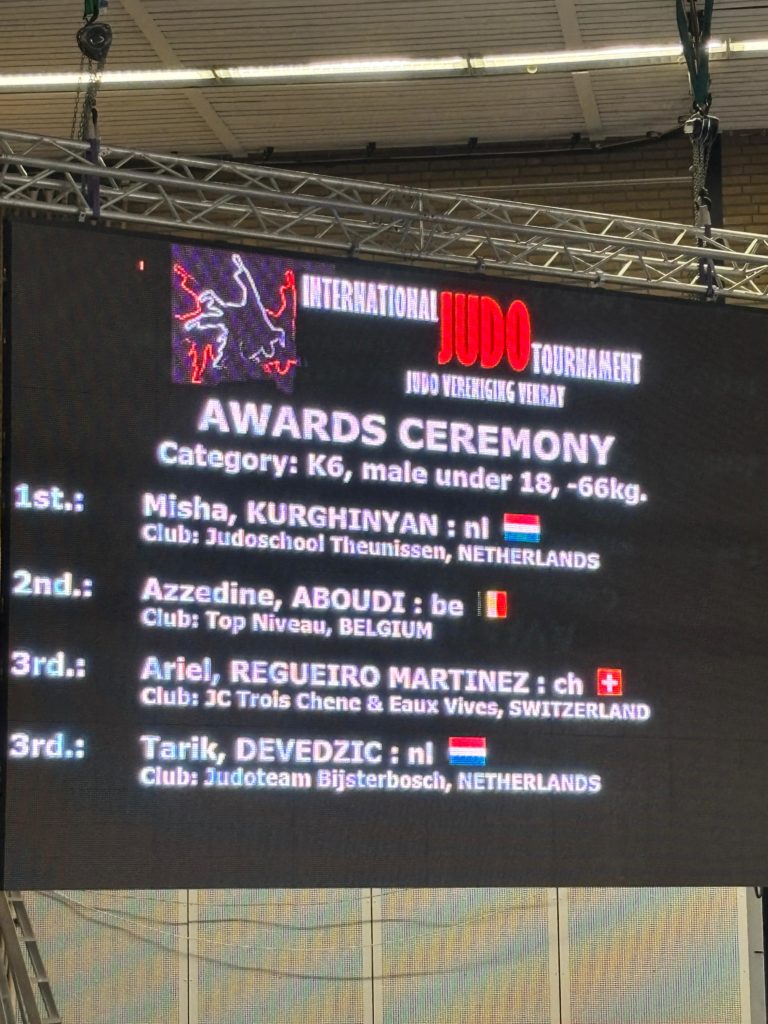 INTERNATIONAL JUDO TOURNAMENT
JUDO VERENIGING VENRAY
AWARDS CEREMONY
Category: K6, male under 18, -66kg.
1st.: Misha, KURGHINYAN : nl
Club: Judoschool Theunissen, NETHERLANDS
2nd.: Azzedine, ABOUDI : be
Club: Top Niveau, BELGIUM
3rd.: Ariel, REGUEIRO MARTINEZ : ch
Club: JC Trois Chene & Eaux Vives, SWITZERLAND
3rd.: Tarik, DEVEDZIC : nl
Club: Judoteam Bijsterbosch, NETHERLANDS